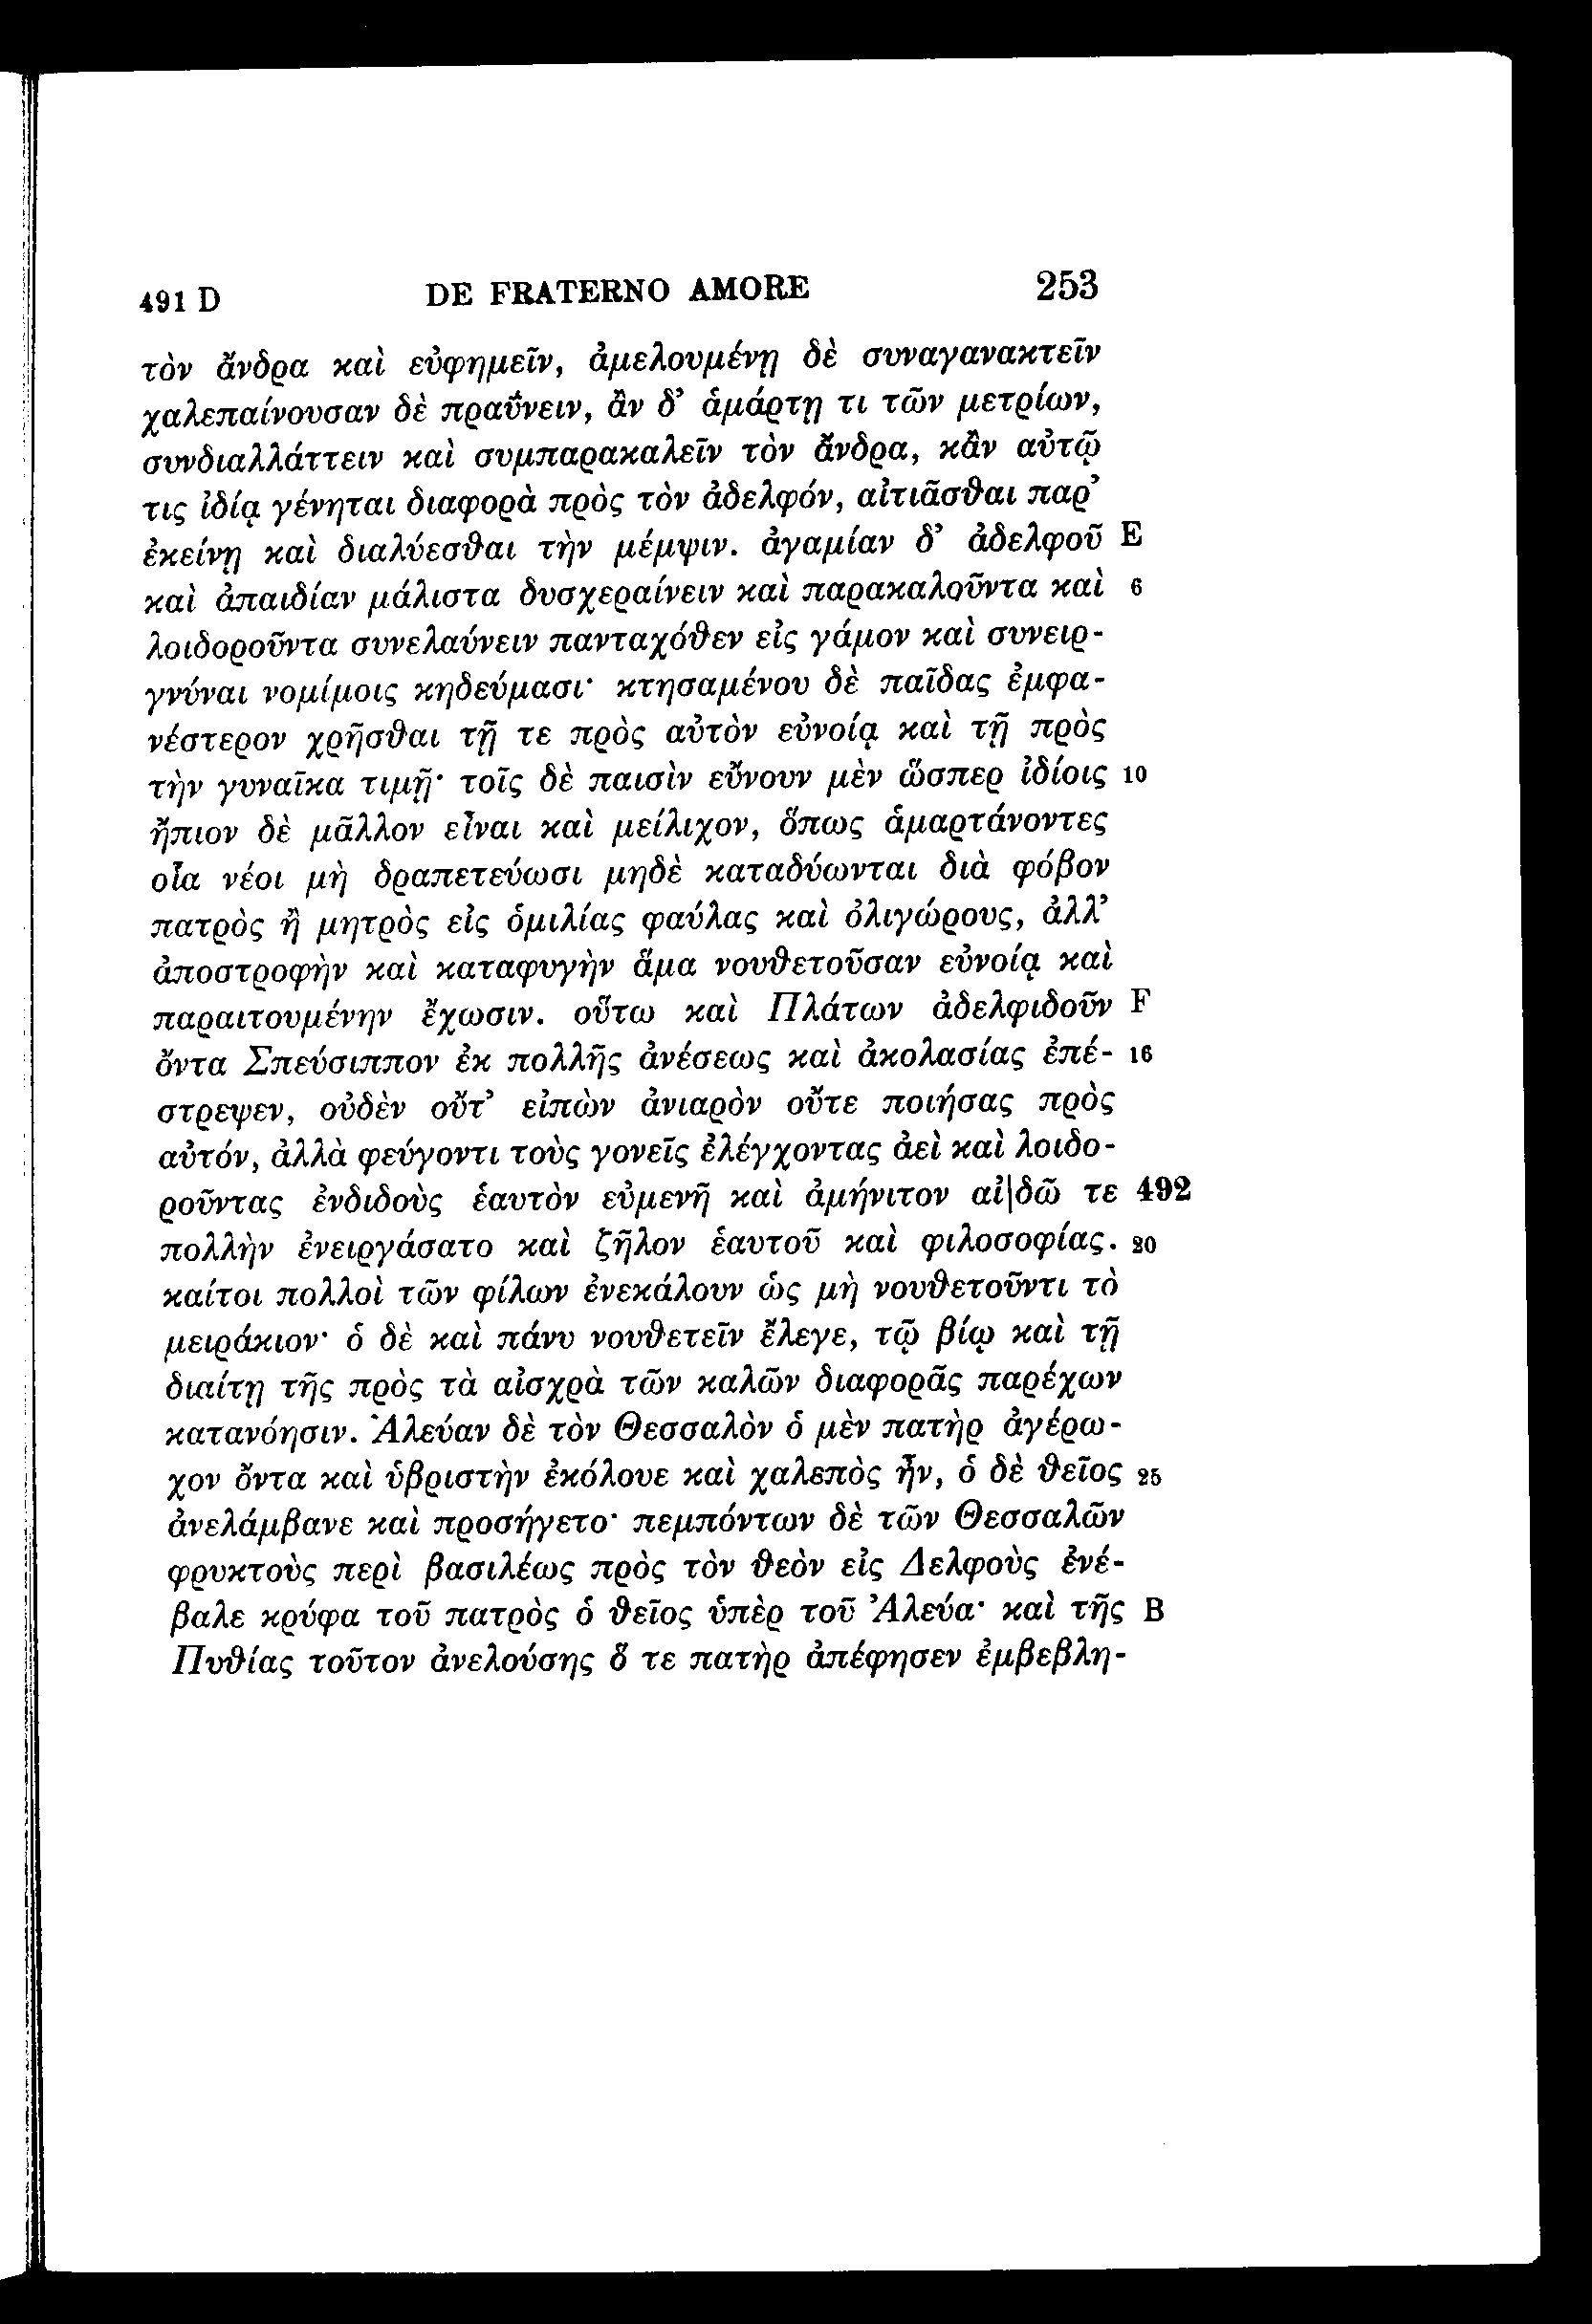 491 D DE FRATERNO AMORE 253
τὸν ἄνδρα καὶ εὐφημεῖν, ἀμελουμένῃ δὲ συναγανακτεῖν
χαλεπαίνουσαν δὲ πραΰνειν, ἂν δ’ ἁμάρτῃ τι τῶν μετρίων,
συνδιαλλάττειν καὶ συμπαρακαλεῖν τὸν ἄνδρα, κἂν αὐτῷ
τις ἰδίᾳ γένηται διαφορὰ πρὸς τὸν ἀδελφόν, αἰτιᾶσθαι παρ’
ἐκείνῃ καὶ διαλύεσθαι τὴν μέμψιν. ἀγαμίαν δ’ ἀδελφοῦ E
καὶ ἀπαιδίαν μάλιστα δυσχεραίνειν καὶ παρακαλοῦντα καὶ 6
λοιδοροῦντα συνελαύνειν πανταχόθεν εἰς γάμον καὶ συνειρ-
γνύναι νομίμοις κηδεύμασι· κτησαμένου δὲ παῖδας ἐμφα-
νέστερον χρῆσθαι τῇ τε πρὸς αὐτὸν εὐνοίᾳ καὶ τῇ πρὸς
τὴν γυναῖκα τιμῇ· τοῖς δὲ παισὶν εὔνουν μὲν ὥσπερ ἰδίοις 10
ἤπιον δὲ μᾶλλον εἶναι καὶ μείλιχον, ὅπως ἁμαρτάνοντες
οἷα νέοι μὴ δραπετεύωσι μηδὲ καταδύωνται διὰ φόβον
πατρὸς ἢ μητρὸς εἰς ὁμιλίας φαύλας καὶ ὀλιγώρους, ἀλλ’
ἀποστροφὴν καὶ καταφυγὴν ἅμα νουθετοῦσαν εὐνοίᾳ καὶ
παραιτουμένην ἔχωσιν. οὕτω καὶ Πλάτων ἀδελφιδοῦν F
ὄντα Σπεύσιππον ἐκ πολλῆς ἀνέσεως καὶ ἀκολασίας ἐπέ- 16
στρεψεν, οὐδὲν οὔτ’ εἰπὼν ἀνιαρὸν οὔτε ποιήσας πρὸς
αὐτόν, ἀλλὰ φεύγοντι τοὺς γονεῖς ἐλέγχοντας ἀεὶ καὶ λοιδο-
ροῦντας ἐνδιδοὺς ἑαυτὸν εὐμενῆ καὶ ἀμήνιτον αἰ|δῶ τε 492
πολλὴν ἐνειργάσατο καὶ ζῆλον ἑαυτοῦ καὶ φιλοσοφίας. 20
καίτοι πολλοὶ τῶν φίλων ἐνεκάλουν ὡς μὴ νουθετοῦντι τὸ
μειράκιον· ὁ δὲ καὶ πάνυ νουθετεῖν ἔλεγε, τῷ βίῳ καὶ τῇ
διαίτῃ τῆς πρὸς τὰ αἰσχρὰ τῶν καλῶν διαφορᾶς παρέχων
κατανόησιν. Ἀλεύαν δὲ τὸν Θεσσαλὸν ὁ μὲν πατὴρ ἀγέρω-
χον ὄντα καὶ ὑβριστὴν ἐκόλουε καὶ χαλεπὸς ἦν, ὁ δὲ θεῖος 25
ἀνελάμβανε καὶ προσήγετο· πεμπόντων δὲ τῶν Θεσσαλῶν
φρυκτοὺς περὶ βασιλέως πρὸς τὸν θεὸν εἰς Δελφοὺς ἐνέ-
βαλε κρύφα τοῦ πατρὸς ὁ θεῖος ὑπὲρ τοῦ Ἀλεύα· καὶ τῆς B
Πυθίας τοῦτον ἀνελούσης ὅ τε πατὴρ ἀπέφησεν ἐμβεβλη-